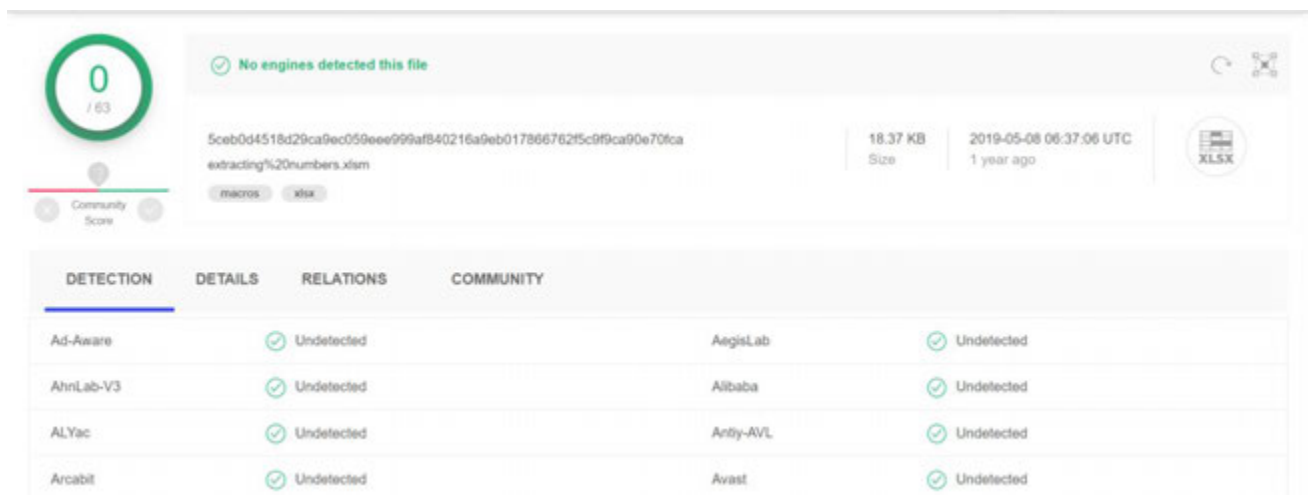 0
/ 63
No engines detected this file
5ceb0d4518d29ca9ec059eee999af840216a9eb017866762f5c9f9ca90e70fca
extracting%20numbers.xlsm
macros xlsx
18.37 KB
Size
2019-05-08 06:37:06 UTC
1 year ago
XLSX
Community
Score
DETECTION DETAILS RELATIONS COMMUNITY
Ad-Aware Undetected AegisLab Undetected
AhnLab-V3 Undetected Alibaba Undetected
ALYac Undetected Antiy-AVL Undetected
Arcabit Undetected Avast Undetected